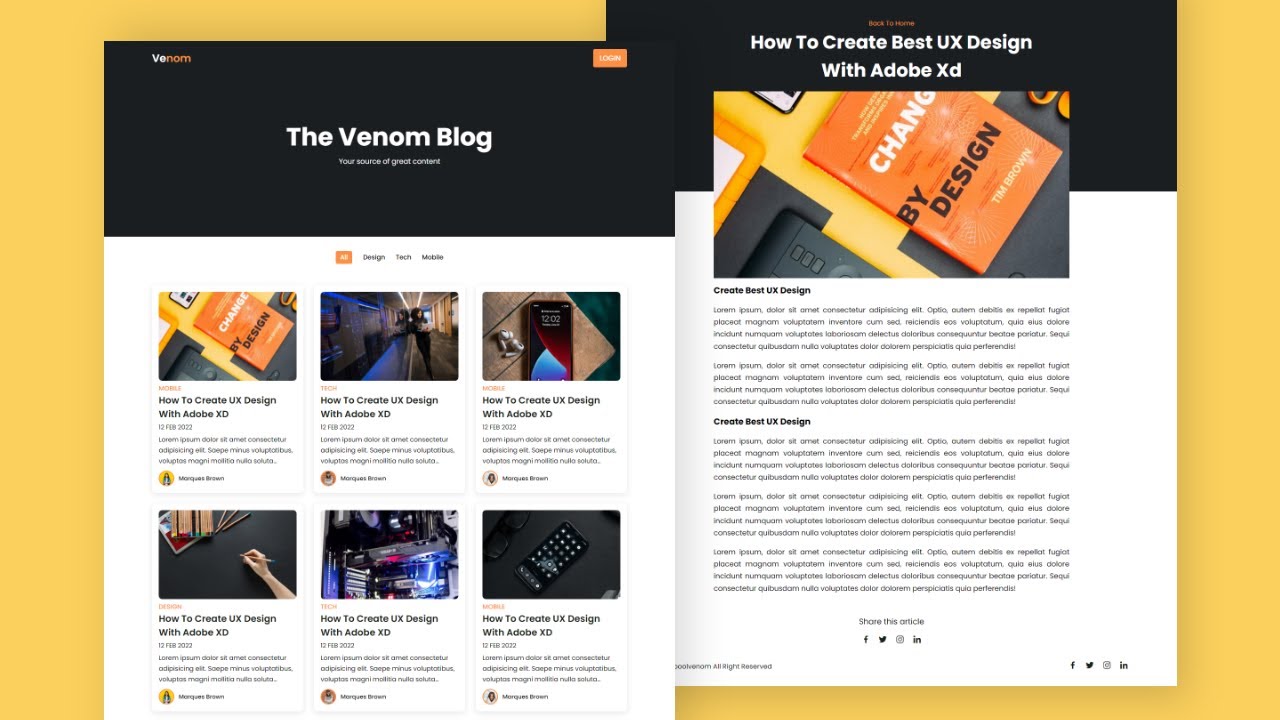 Venom
LOGIN
The Venom Blog
Your source of great content
All Design Tech Mobile
CHANGE
BY
DESIGN
MOBILE
How To Create UX Design
With Adobe XD
12 FEB 2022
Lorem ipsum dolor sit amet consectetur
adipisicing elit. Saepe minus voluptatibus,
voluptas magni mollitia nulla soluta...
Marques Brown
TECH
How To Create UX Design
With Adobe XD
12 FEB 2022
Lorem ipsum dolor sit amet consectetur
adipisicing elit. Saepe minus voluptatibus,
voluptas magni mollitia nulla soluta...
Marques Brown
12:02
MOBILE
How To Create UX Design
With Adobe XD
12 FEB 2022
Lorem ipsum dolor sit amet consectetur
adipisicing elit. Saepe minus voluptatibus,
voluptas magni mollitia nulla soluta...
Marques Brown
DESIGN
How To Create UX Design
With Adobe XD
12 FEB 2022
Lorem ipsum dolor sit amet consectetur
adipisicing elit. Saepe minus voluptatibus,
voluptas magni mollitia nulla soluta...
Marques Brown
TECH
How To Create UX Design
With Adobe XD
12 FEB 2022
Lorem ipsum dolor sit amet consectetur
adipisicing elit. Saepe minus voluptatibus,
voluptas magni mollitia nulla soluta...
Marques Brown
MOBILE
How To Create UX Design
With Adobe XD
12 FEB 2022
Lorem ipsum dolor sit amet consectetur
adipisicing elit. Saepe minus voluptatibus,
voluptas magni mollitia nulla soluta...
Marques Brown
Back To Home
How To Create Best UX Design
With Adobe Xd
CHANG
BY
DESIGN
TIM BROWN
Create Best UX Design
Lorem ipsum, dolor sit amet consectetur adipisicing elit. Optio, autem debitis ex repellat fugiat
placeat magnam voluptatem inventore cum sed, reiciendis eos voluptatum, quia eius dolore
incidunt numquam voluptates laboriosam delectus doloribus consequuntur beatae pariatur. Sequi
consectetur quibusdam nulla voluptates dolor dolorem perspiciatis quia perferendis!
Lorem ipsum, dolor sit amet consectetur adipisicing elit. Optio, autem debitis ex repellat fugiat
placeat magnam voluptatem inventore cum sed, reiciendis eos voluptatum, quia eius dolore
incidunt numquam voluptates laboriosam delectus doloribus consequuntur beatae pariatur. Sequi
consectetur quibusdam nulla voluptates dolor dolorem perspiciatis quia perferendis!
Create Best UX Design
Lorem ipsum, dolor sit amet consectetur adipisicing elit. Optio, autem debitis ex repellat fugiat
placeat magnam voluptatem inventore cum sed, reiciendis eos voluptatum, quia eius dolore
incidunt numquam voluptates laboriosam delectus doloribus consequuntur beatae pariatur. Sequi
consectetur quibusdam nulla voluptates dolor dolorem perspiciatis quia perferendis!
Lorem ipsum, dolor sit amet consectetur adipisicing elit. Optio, autem debitis ex repellat fugiat
placeat magnam voluptatem inventore cum sed, reiciendis eos voluptatum, quia eius dolore
incidunt numquam voluptates laboriosam delectus doloribus consequuntur beatae pariatur. Sequi
consectetur quibusdam nulla voluptates dolor dolorem perspiciatis quia perferendis!
Lorem ipsum, dolor sit amet consectetur adipisicing elit. Optio, autem debitis ex repellat fugiat
placeat magnam voluptatem inventore cum sed, reiciendis eos voluptatum, quia eius dolore
incidunt numquam voluptates laboriosam delectus doloribus consequuntur beatae pariatur. Sequi
consectetur quibusdam nulla voluptates dolor dolorem perspiciatis quia perferendis!
Share this article
oolvenom All Right Reserved